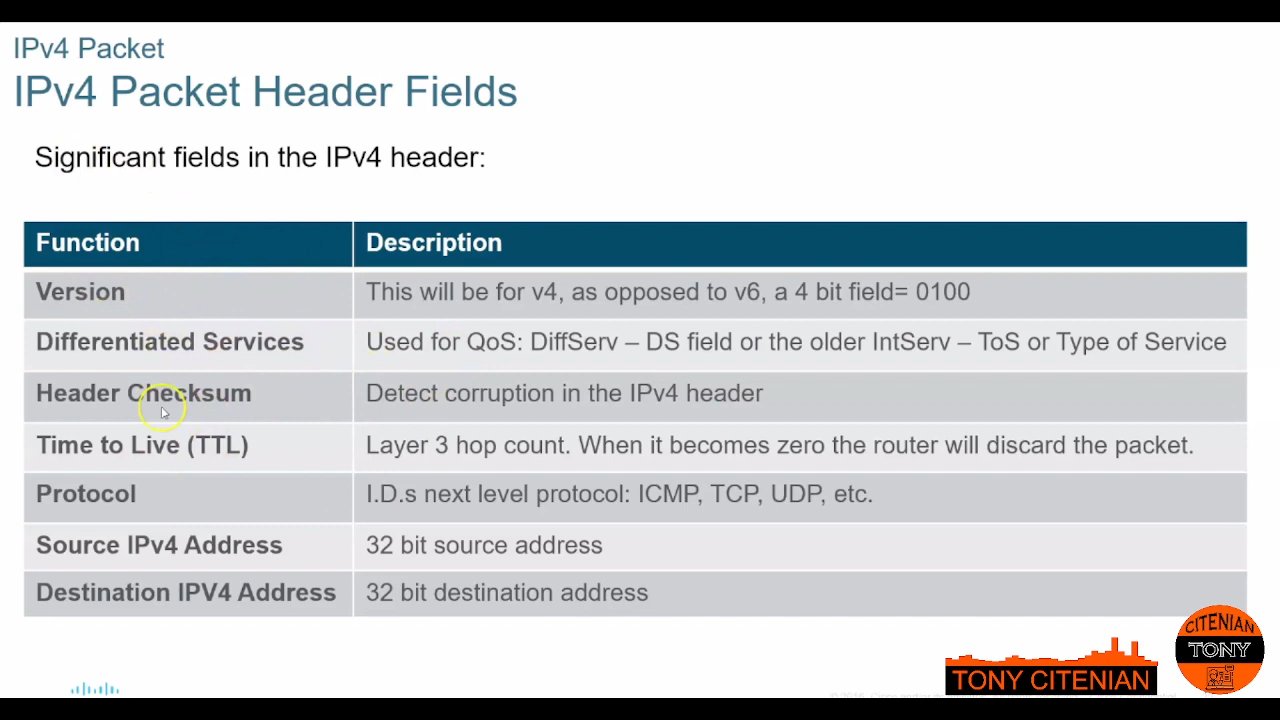 IPv4 Packet
IPv4 Packet Header Fields
Significant fields in the IPv4 header:
Function Description
Version This will be for v4, as opposed to v6, a 4 bit field= 0100
Differentiated Services Used for QoS: DiffServ – DS field or the older IntServ – ToS or Type of Service
Header Checksum Detect corruption in the IPv4 header
Time to Live (TTL) Layer 3 hop count. When it becomes zero the router will discard the packet.
Protocol I.D.s next level protocol: ICMP, TCP, UDP, etc.
Source IPv4 Address 32 bit source address
Destination IPV4 Address 32 bit destination address
CITENIAN
TONY
TONY CITENIAN